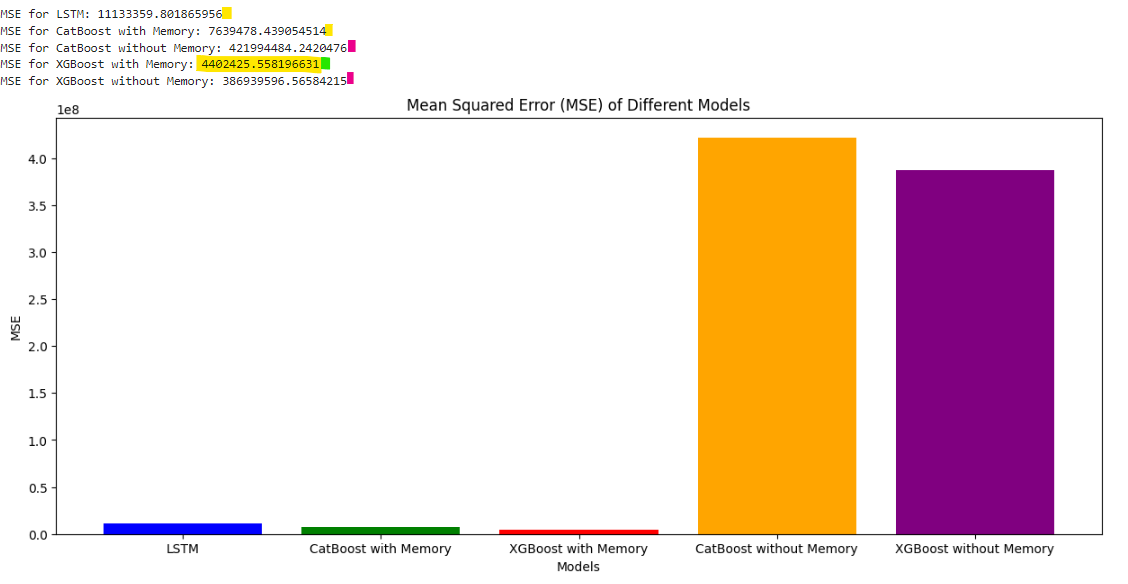 MSE for LSTM: 11133359.801865956
MSE for CatBoost with Memory: 7639478.439054514
MSE for CatBoost without Memory: 421994484.2420476
MSE for XGBoost with Memory: 4402425.558196631
MSE for XGBoost without Memory: 386939596.56584215
Mean Squared Error (MSE) of Different Models
1e8
4.0
3.5
3.0
2.5
2.0
1.5
1.0
0.5
0.0
MSE
LSTM CatBoost with Memory XGBoost with Memory CatBoost without Memory XGBoost without Memory
Models